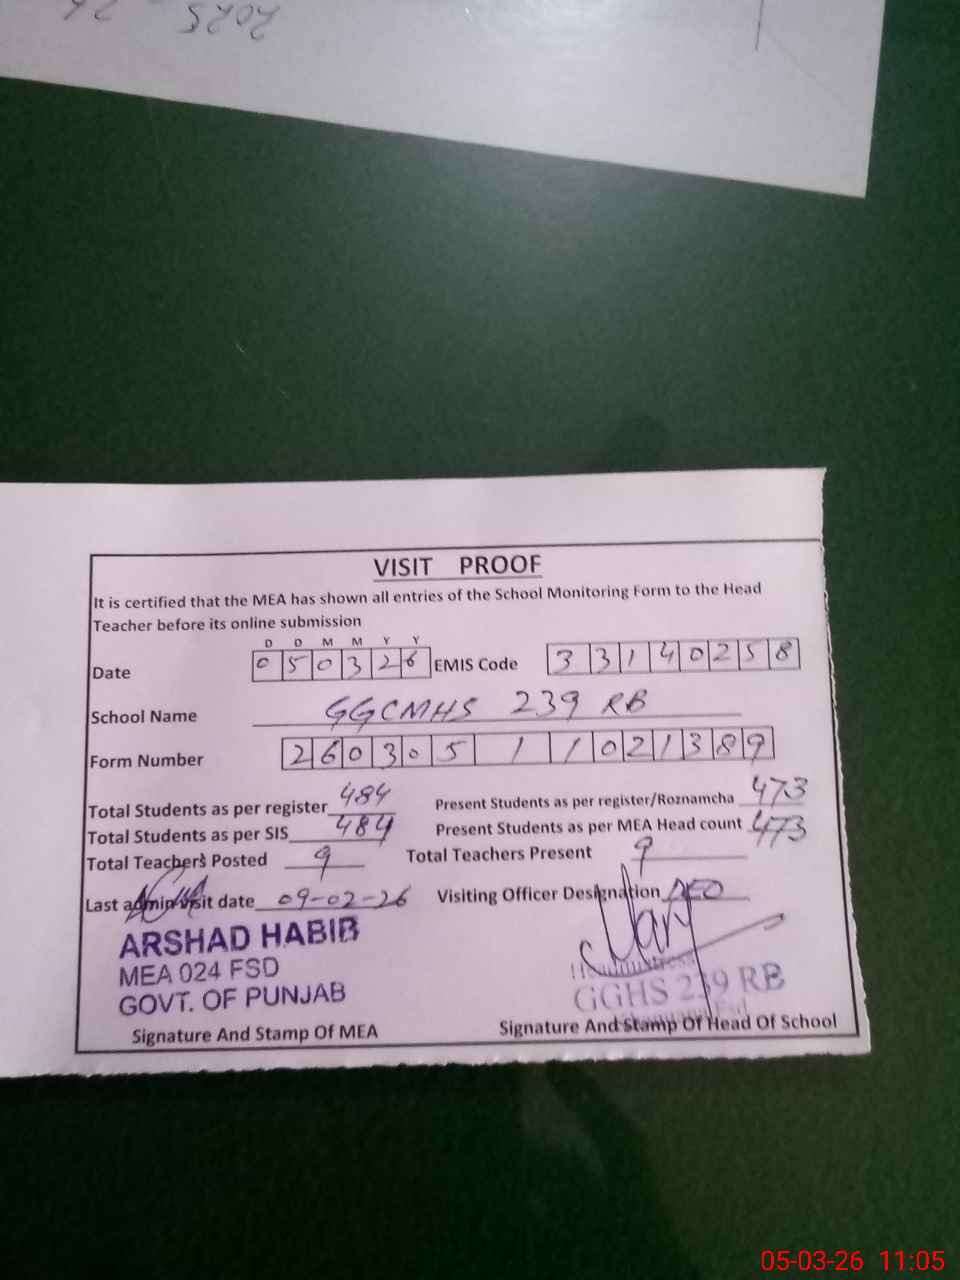 VISIT PROOF
It is certified that the MEA has shown all entries of the School Monitoring Form to the Head
Teacher before its online submission
D D M M Y Y
Date 0 5 0 3 2 6 EMIS Code 3 3 1 4 0 2 5 8
School Name GGCMHS 239 RB
Form Number 2 6 0 3 0 5 1 1 0 2 1 3 8 9
Total Students as per register 484 Present Students as per register/Roznamcha 473
Total Students as per SIS 484 Present Students as per MEA Head count 473
Total Teachers Posted 9 Total Teachers Present 9
Last admin visit date 09-02-26 Visiting Officer Designation
ARSHAD HABIB
MEA 024 FSD
GOVT. OF PUNJAB
Headmistress
GGHS 239 RB
Signature And Stamp Of MEA Signature And Stamp Of Head Of School
05-03-26 11:05